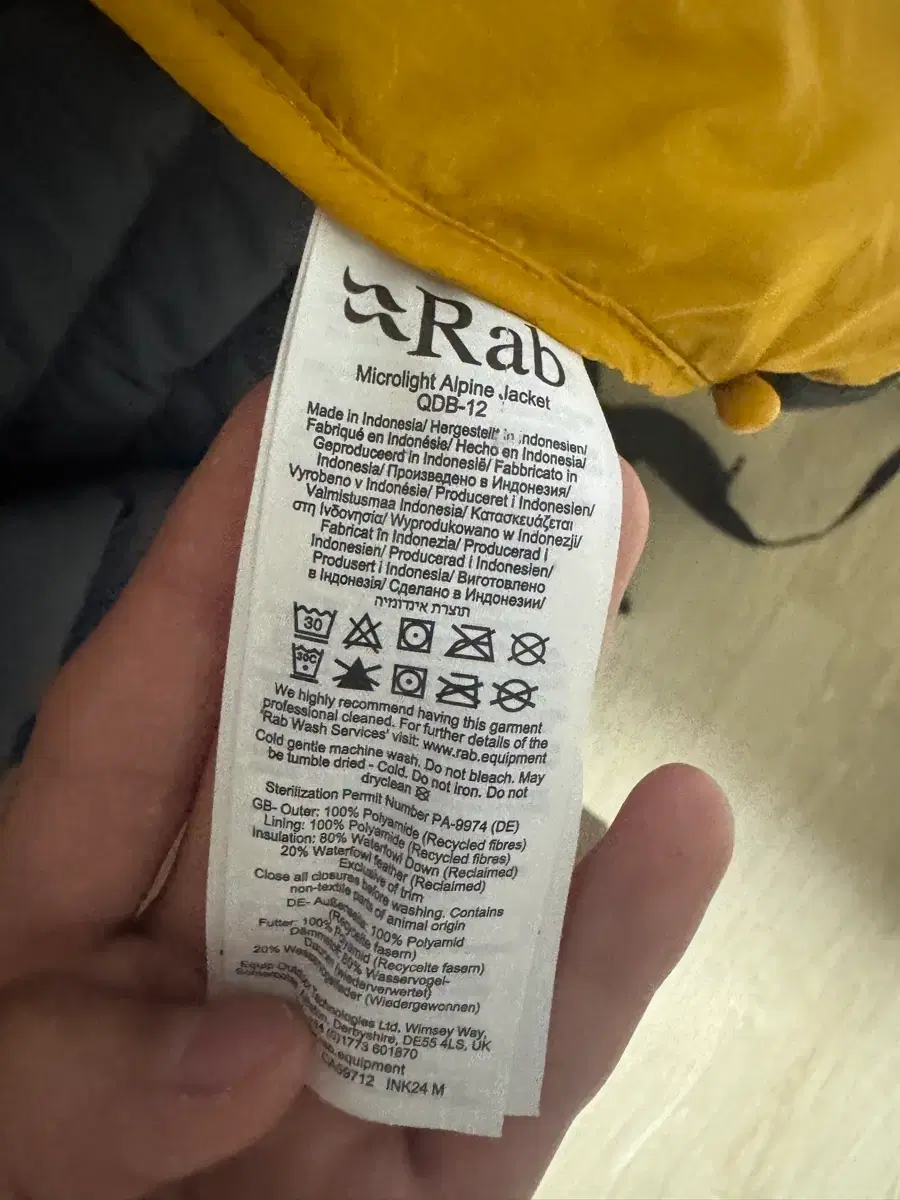 Rab
Microlight Alpine Jacket
QDB-12
Made in Indonesia/ Hergestellt in Indonesien/
Fabriqué en Indonésie/ Hecho en Indonesia/
Geproduceerd in Indonesië/ Fabbricato in
Indonesia/ Произведено в Индонезия/
Vyrobeno v Indonésie/ Produceret i Indonesien/
Valmistusmaa Indonesia/ Κατασκευάζεται
στη Ινδονησία/ Wyprodukowano w Indonezji/
Fabricat în Indonezia/ Producerad i
Indonesien/ Producerad i Indonesien/
Produsert i Indonesia/ Виготовлено
в Індонезія/ Сделано в Индонезии/
תוצרת אינדונזיה
30
30C
We highly recommend having this garment
professional cleaned. For further details of the
'Rab Wash Services' visit: www.rab.equipment
Cold gentle machine wash. Do not bleach. May
be tumble dried - Cold. Do not iron. Do not
dryclean
Sterilization Permit Number PA-9974 (DE)
GB- Outer: 100% Polyamide (Recycled fibres)
Lining: 100% Polyamide (Recycled fibres)
Insulation: 80% Waterfowl Down (Reclaimed)
20% Waterfowl feather (Reclaimed)
Exclusive of trim
Close all closures before washing. Contains
non-textile parts of animal origin
DE- Außenseite: 100% Polyamid
(Recycelte fasern)
Futter: 100% Polyamid (Recycelte fasern)
Dämmstoff: 80% Wasservogel-
Daunen (wiederverwertet)
20% Wasservogelfeder (Wiedergewonnen)
Equip Outdoor Technologies Ltd, Wimsey Way,
Derbyshire, DE55 4LS, UK
(0)1773 601870
equipment
CA59712 INK24 M